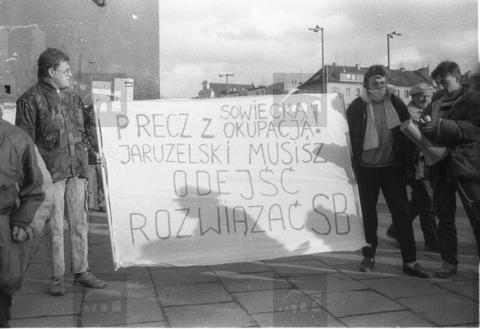 SOWIECKĄ
PRECZ Z OKUPACJĄ!
JARUZELSKI MUSISZ
ODEJŚĆ
ROZWIĄZAĆ SB